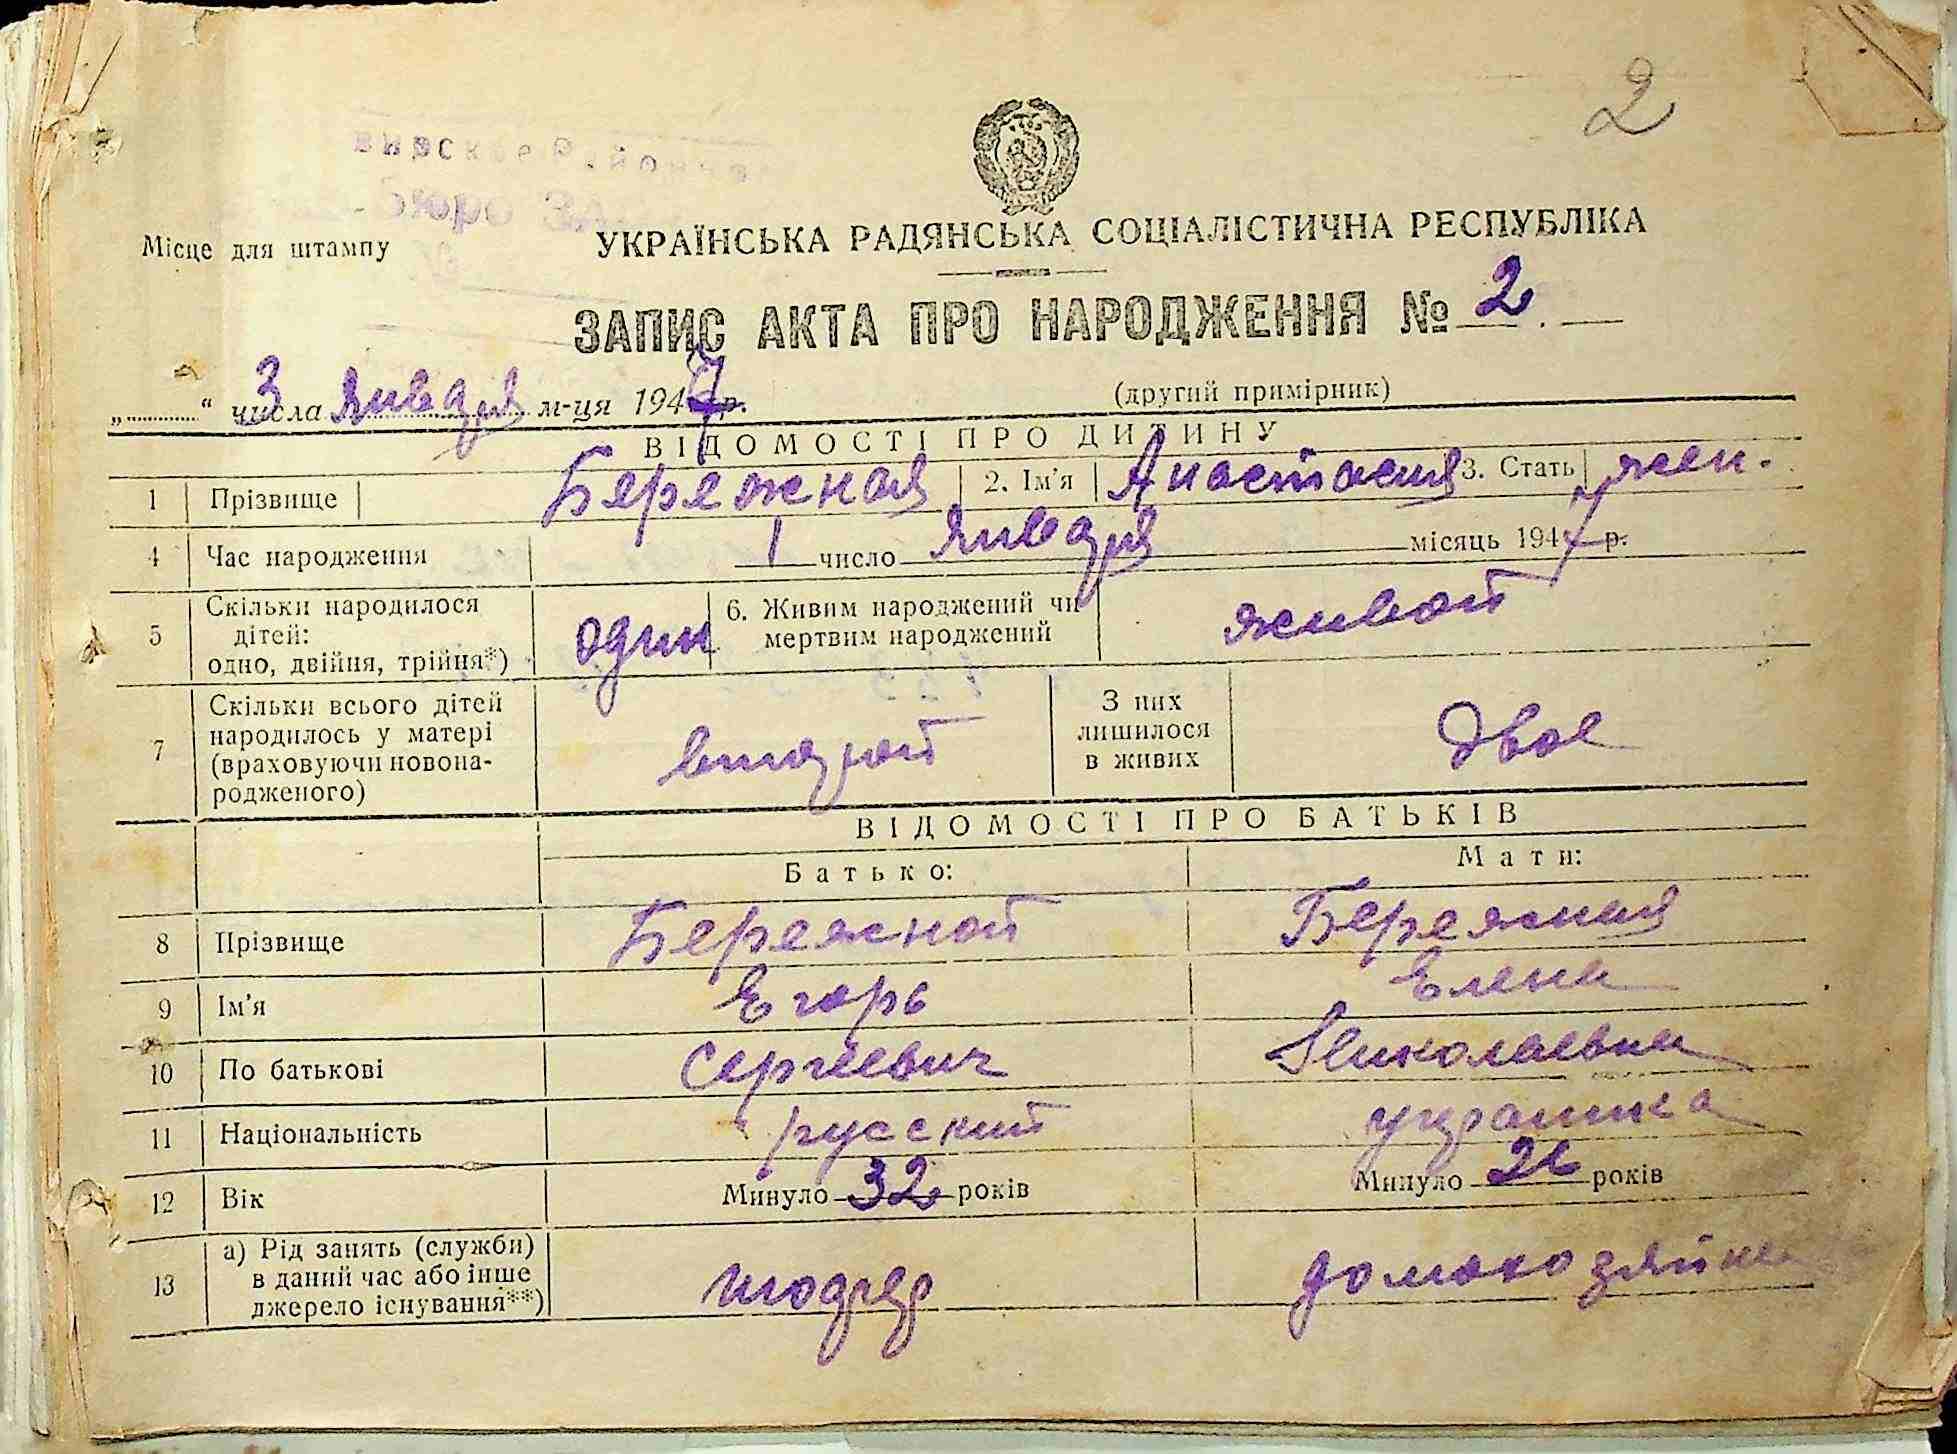 2
бюро
Місце для штампу
УКРАЇНСЬКА РАДЯНСЬКА СОЦІАЛІСТИЧНА РЕСПУБЛІКА
ЗАПИС АКТА ПРО НАРОДЖЕННЯ № 2
„ “ 3 числа января м-ця 1947 р. (другий примірник)
ВІДОМОСТІ ПРО ДИТИНУ
1 Прізвище Бережная 2. Ім'я Анастасия 3. Стать жен.
4 Час народження 1 число января місяць 1947 р.
5 Скільки народилося дітей: одно, двійня, трійня*) один 6. Живим народжений чи мертвим народжений живой
7 Скільки всього дітей народилось у матері (враховуючи новона-родженого) второй З них лишилося в живих двое
ВІДОМОСТІ ПРО БАТЬКІВ
Батько: Мати:
8 Прізвище Бережной Бережная
9 Ім'я Егорь Елена
10 По батькові Сергеевич Николаевна
11 Національність русский украинка
12 Вік Минуло 32 років Минуло років
13 а) Рід занять (служби) в даний час або інше джерело існування**)